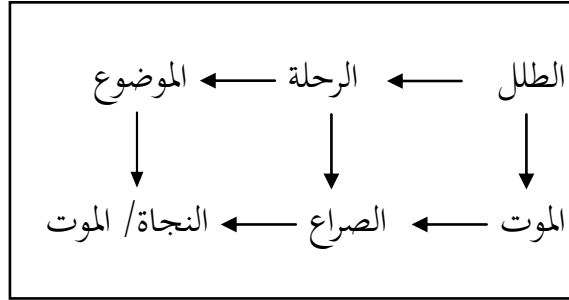 الطلل الرحلة الموضوع
الموت الصراع النجاة/ الموت